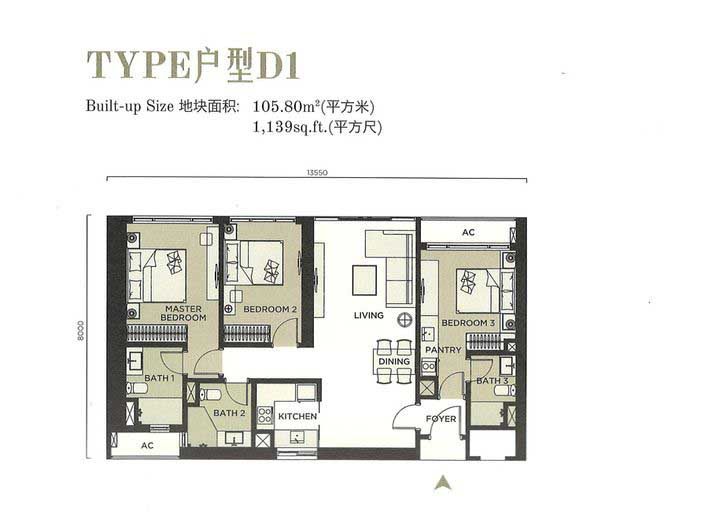 TYPE户型D1
Built-up Size 地块面积: 105.80m²(平方米)
1,139sq.ft.(平方尺)
13550
8000
AC
MASTER
BEDROOM
BEDROOM 2
LIVING
BEDROOM 3
PANTRY
DINING
BATH 1
BATH 3
BATH 2
KITCHEN
FOYER
AC